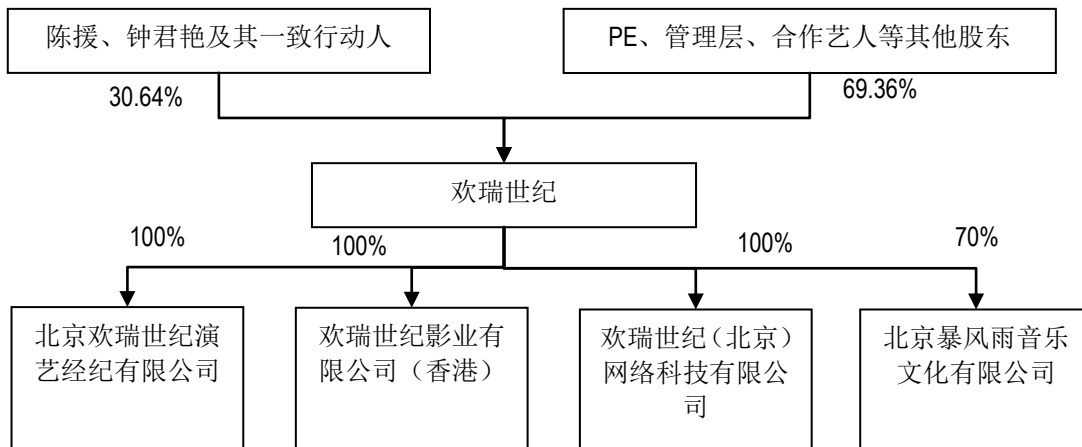 陈援、钟君艳及其一致行动人
PE、管理层、合作艺人等其他股东
30.64%
69.36%
欢瑞世纪
100%
100%
100%
70%
北京欢瑞世纪演
艺经纪有限公司
欢瑞世纪影业有
限公司（香港）
欢瑞世纪（北京）
网络科技有限公
司
北京暴风雨音乐
文化有限公司